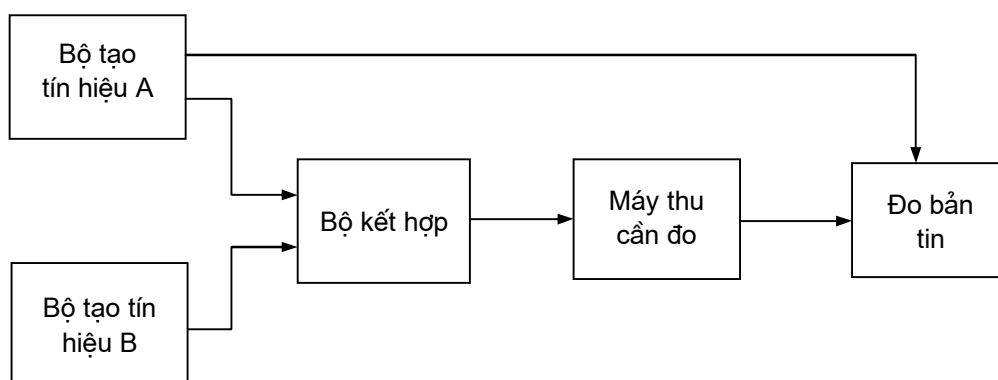 Bộ tạo
tín hiệu A
Bộ kết hợp
Máy thu
cần đo
Đo bản
tin
Bộ tạo tín
hiệu B